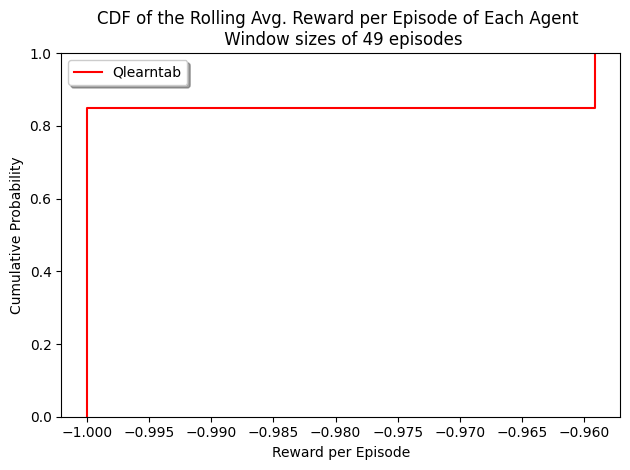 CDF of the Rolling Avg. Reward per Episode of Each Agent
Window sizes of 49 episodes
Qlearntab
1.0
0.8
0.6
0.4
0.2
0.0
Cumulative Probability
−1.000 −0.995 −0.990 −0.985 −0.980 −0.975 −0.970 −0.965 −0.960
Reward per Episode